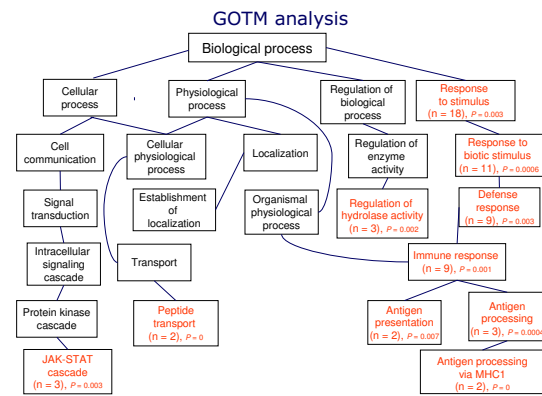 GOTM analysis
Biological process
Cellular
process
Physiological
process
Regulation of
biological
process
Response
to stimulus
(n = 18), P = 0.003
Cell
communication
Cellular
physiological
process
Localization
Regulation of
enzyme
activity
Response to
biotic stimulus
(n = 11), P = 0.0006
Signal
transduction
Establishment
of
localization
Organismal
physiological
process
Regulation of
hydrolase activity
(n = 3), P = 0.002
Defense
response
(n = 9), P = 0.003
Intracellular
signaling
cascade
Transport
Immune response
(n = 9), P = 0.001
Protein kinase
cascade
Peptide
transport
(n = 2), P = 0
Antigen
presentation
(n = 2), P = 0.007
Antigen
processing
(n = 3), P = 0.0004
JAK-STAT
cascade
(n = 3), P = 0.003
Antigen processing
via MHC1
(n = 2), P = 0